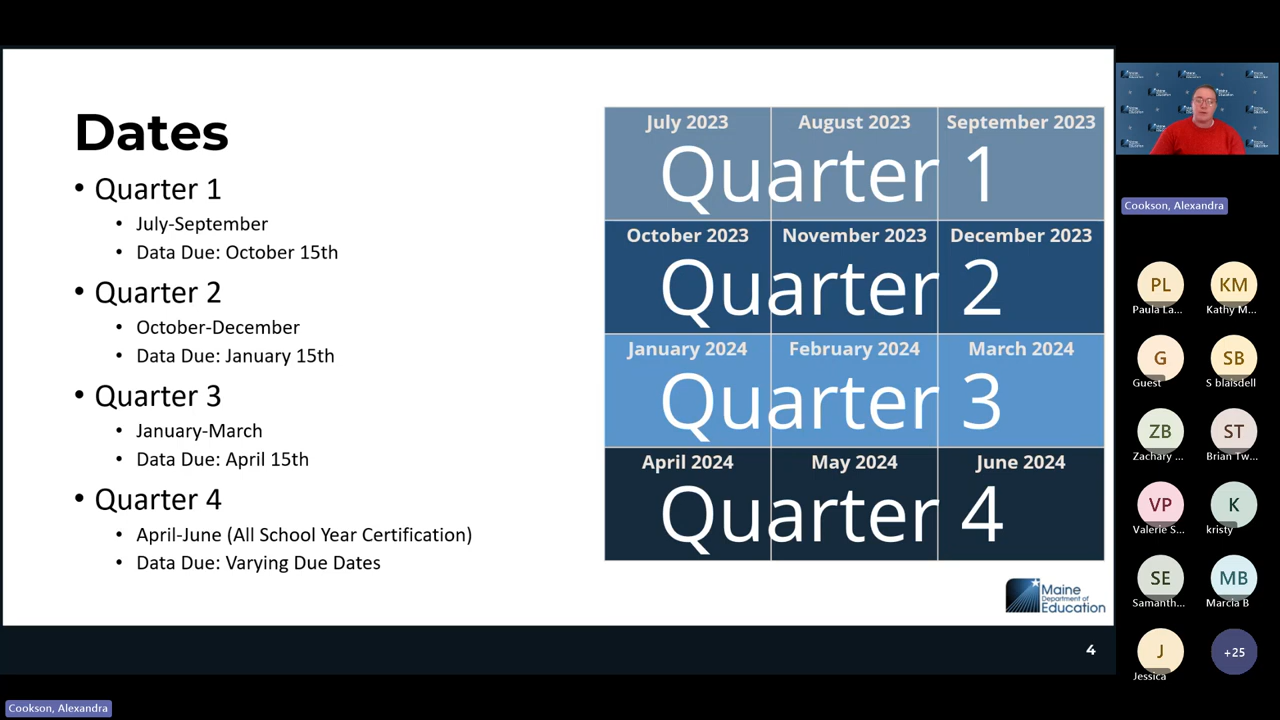 Dates
• Quarter 1
• July-September
• Data Due: October 15th
• Quarter 2
• October-December
• Data Due: January 15th
• Quarter 3
• January-March
• Data Due: April 15th
• Quarter 4
• April-June (All School Year Certification)
• Data Due: Varying Due Dates
July 2023 August 2023 September 2023
Quarter 1
October 2023 November 2023 December 2023
Quarter 2
January 2024 February 2024 March 2024
Quarter 3
April 2024 May 2024 June 2024
Quarter 4
Maine
Department of
Education
4
Cookson, Alexandra
PL KM
Paula La... Kathy M...
G SB
Guest S blaisdell
ZB ST
Zachary ... Brian Tw...
VP K
Valerie S... kristy
SE MB
Samanth... Marcia B
J +25
Jessica
Cookson, Alexandra